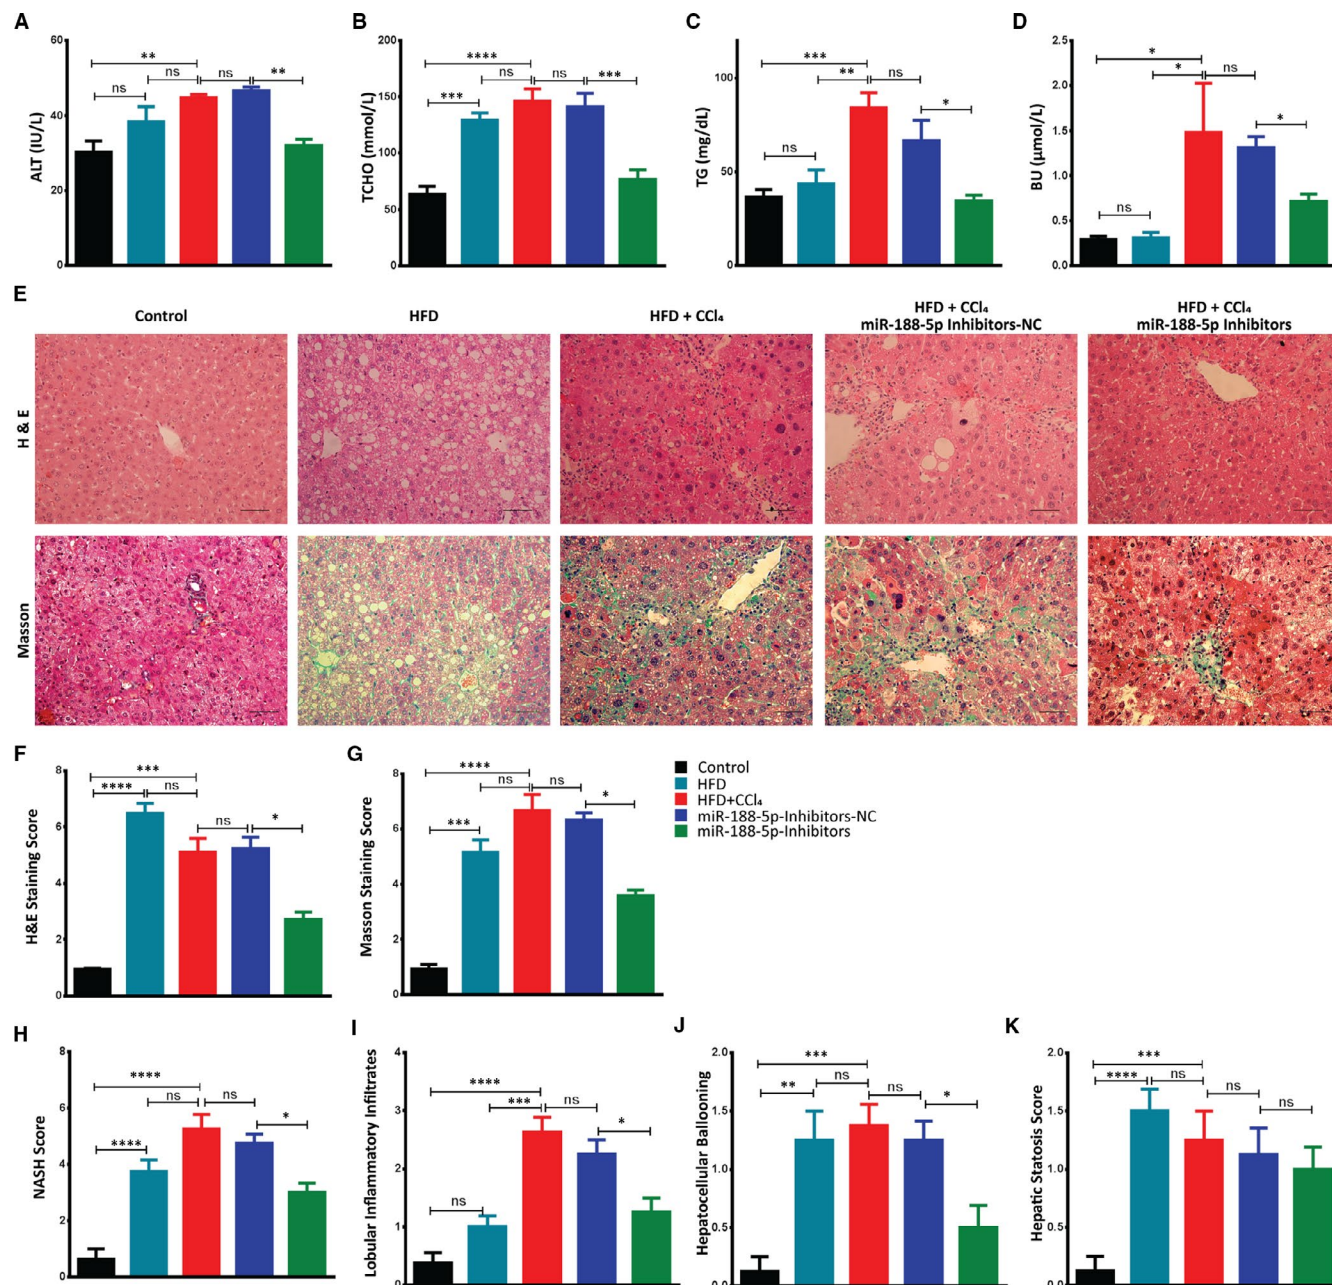 A
60
40
20
0
ALT (IU/L)
**
ns
ns
ns
**
B
200
150
100
50
0
TCHO (mmol/L)
****
ns
ns
***
***
C
100
50
0
TG (mg/dL)
***
**
ns
*
ns
D
2.5
2.0
1.5
1.0
0.5
0.0
BU (μmol/L)
*
*
ns
*
ns
E
Control
HFD
HFD + CCl₄
HFD + CCl₄
miR-188-5p Inhibitors-NC
HFD + CCl₄
miR-188-5p Inhibitors
H & E
Masson
F
8
6
4
2
0
H&E Staining Score
***
****
ns
ns
*
G
8
6
4
2
0
Masson Staining Score
****
ns
ns
*
***
Control
HFD
HFD+CCl₄
miR-188-5p-Inhibitors-NC
miR-188-5p-Inhibitors
H
8
6
4
2
0
NASH Score
****
ns
ns
*
****
I
4
3
2
1
0
Lobular Inflammatory Infiltrates
****
***
ns
*
ns
J
2.0
1.5
1.0
0.5
0.0
Hepatocellular Ballooning
***
**
ns
ns
*
K
2.0
1.5
1.0
0.5
0.0
Hepatic Statosis Score
***
****
ns
ns
ns